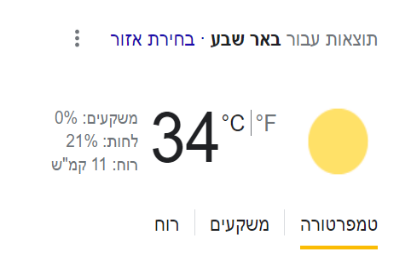 תוצאות עבור באר שבע · בחירת אזור
34 °C | °F
משקעים: 0%
לחות: 21%
רוח: 11 קמ"ש
טמפרטורה | משקעים | רוח